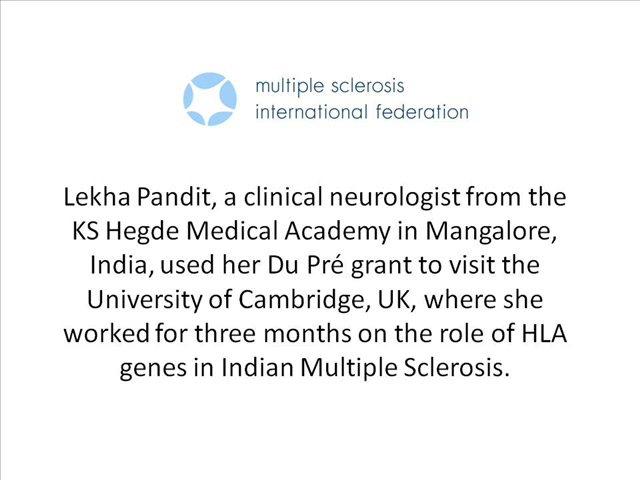 multiple sclerosis
international federation
Lekha Pandit, a clinical neurologist from the
KS Hegde Medical Academy in Mangalore,
India, used her Du Pré grant to visit the
University of Cambridge, UK, where she
worked for three months on the role of HLA
genes in Indian Multiple Sclerosis.